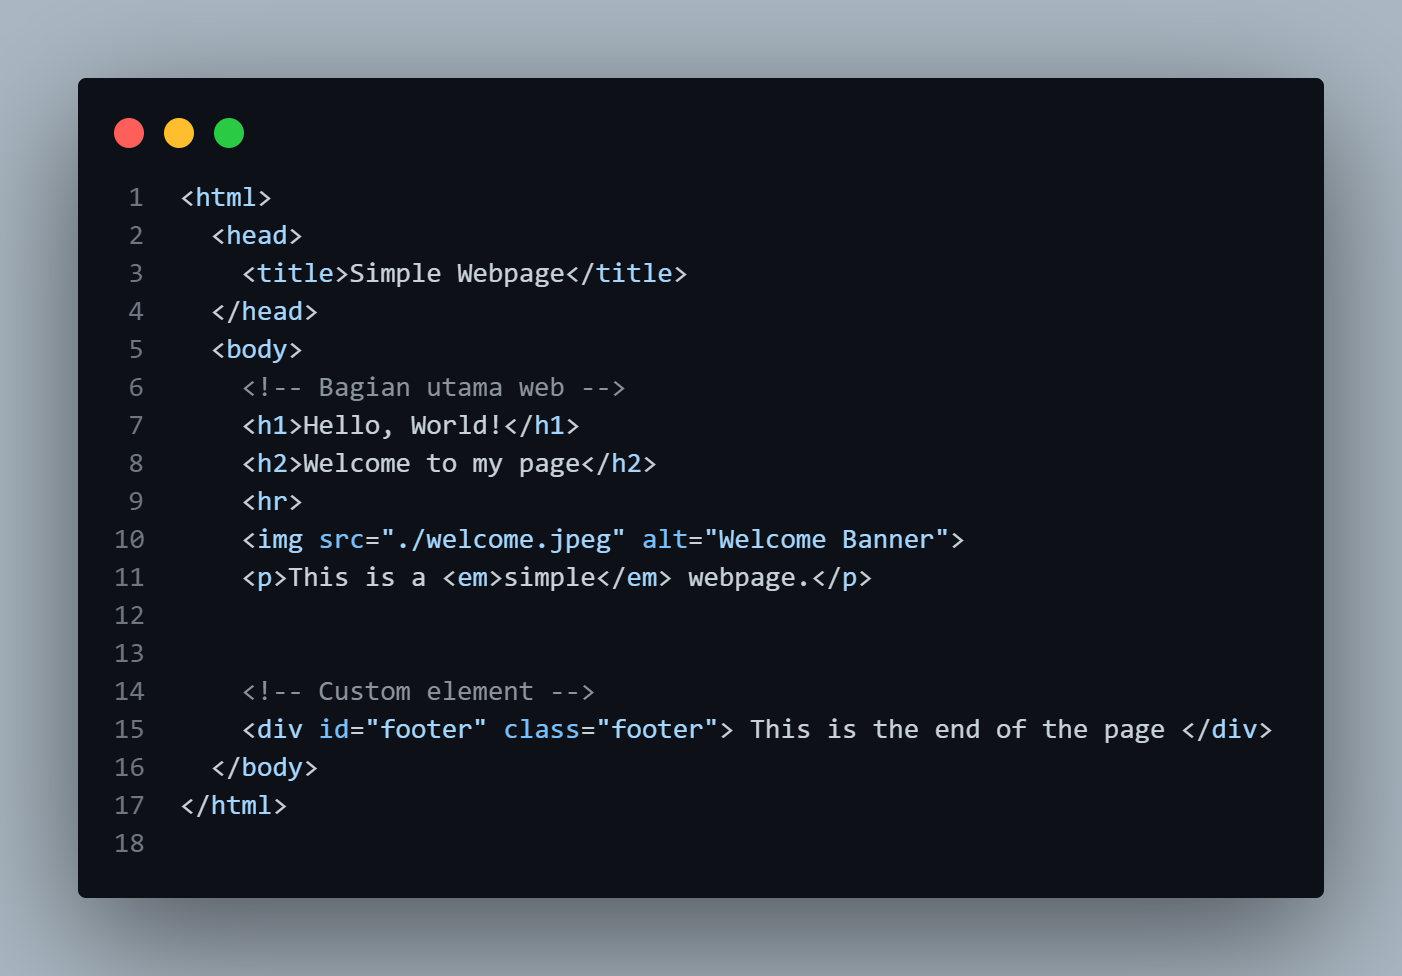 1 <html>
2   <head>
3     <title>Simple Webpage</title>
4   </head>
5   <body>
6     <!-- Bagian utama web -->
7     <h1>Hello, World!</h1>
8     <h2>Welcome to my page</h2>
9     <hr>
10     <img src="./welcome.jpeg" alt="Welcome Banner">
11     <p>This is a <em>simple</em> webpage.</p>
12
13
14     <!-- Custom element -->
15     <div id="footer" class="footer"> This is the end of the page </div>
16   </body>
17 </html>
18